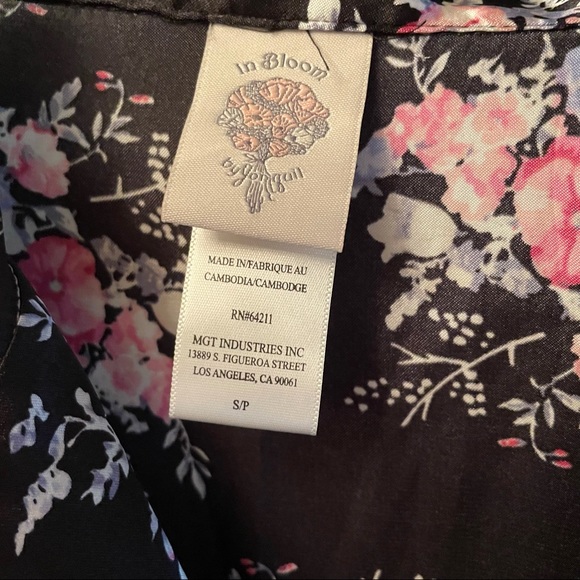 In Bloom
by Jonquil
MADE IN/FABRIQUE AU
CAMBODIA/CAMBODGE
RN#64211
MGT INDUSTRIES INC
13889 S. FIGUEROA STREET
LOS ANGELES, CA 90061
S/P